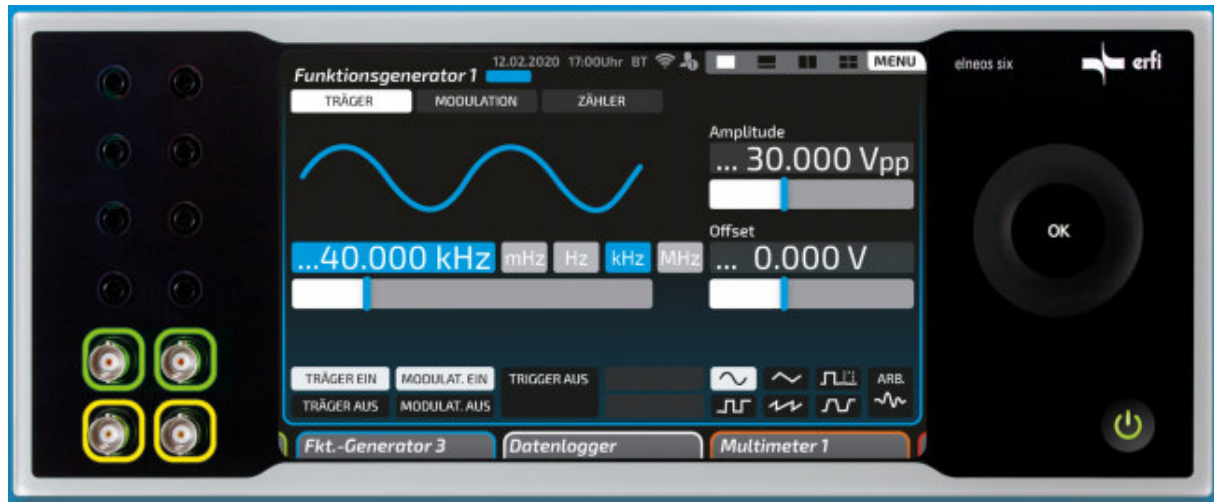 12.02.2020 17:00Uhr BT
Funktionsgenerator 1
MENU
elneos six
erfi
TRÄGER MODULATION ZÄHLER
Amplitude
... 30.000 Vpp
Offset
...40.000 kHz mHz Hz kHz MHz
... 0.000 V
OK
TRÄGER EIN MODULAT. EIN TRIGGER AUS
ARB.
TRÄGER AUS MODULAT. AUS
Fkt.-Generator 3 Datenlogger Multimeter 1